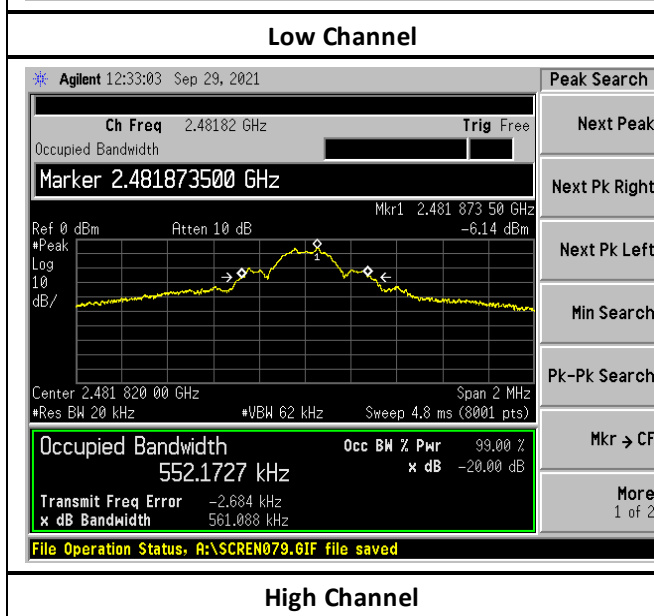 Low Channel
Agilent 12:33:03 Sep 29, 2021
Peak Search
Ch Freq 2.48182 GHz Trig Free
Occupied Bandwidth
Next Peak
Marker 2.481873500 GHz
Next Pk Right
Mkr1 2.481 873 50 GHz
Ref 0 dBm Atten 10 dB -6.14 dBm
#Peak
Log
10
dB/
1
Next Pk Left
Min Search
Pk-Pk Search
Center 2.481 820 00 GHz Span 2 MHz
#Res BW 20 kHz #VBW 62 kHz Sweep 4.8 ms (8001 pts)
Occupied Bandwidth Occ BW % Pwr 99.00 %
552.1727 kHz x dB -20.00 dB
Mkr → CF
Transmit Freq Error -2.684 kHz
x dB Bandwidth 561.088 kHz
More
1 of 2
File Operation Status, A:\SCREN079.GIF file saved
High Channel